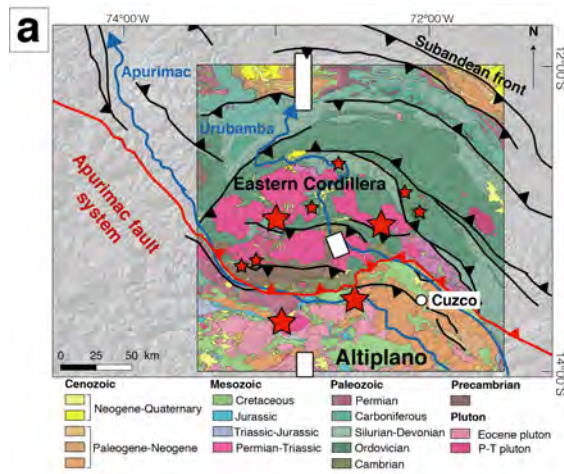 a
74°00'W
72°00'W
N
12°00'S
Subandean front
Apurimac
Urubamba
Eastern Cordillera
Apurimac fault
system
Cuzco
Altiplano
0 25 50 km
14°00'S
Cenozoic
Neogene-Quaternary
Paleogene-Neogene
Mesozoic
Cretaceous
Jurassic
Triassic-Jurassic
Permian-Triassic
Paleozoic
Permian
Carboniferous
Silurian-Devonian
Ordovician
Cambrian
Precambrian
Pluton
Eocene pluton
P-T pluton